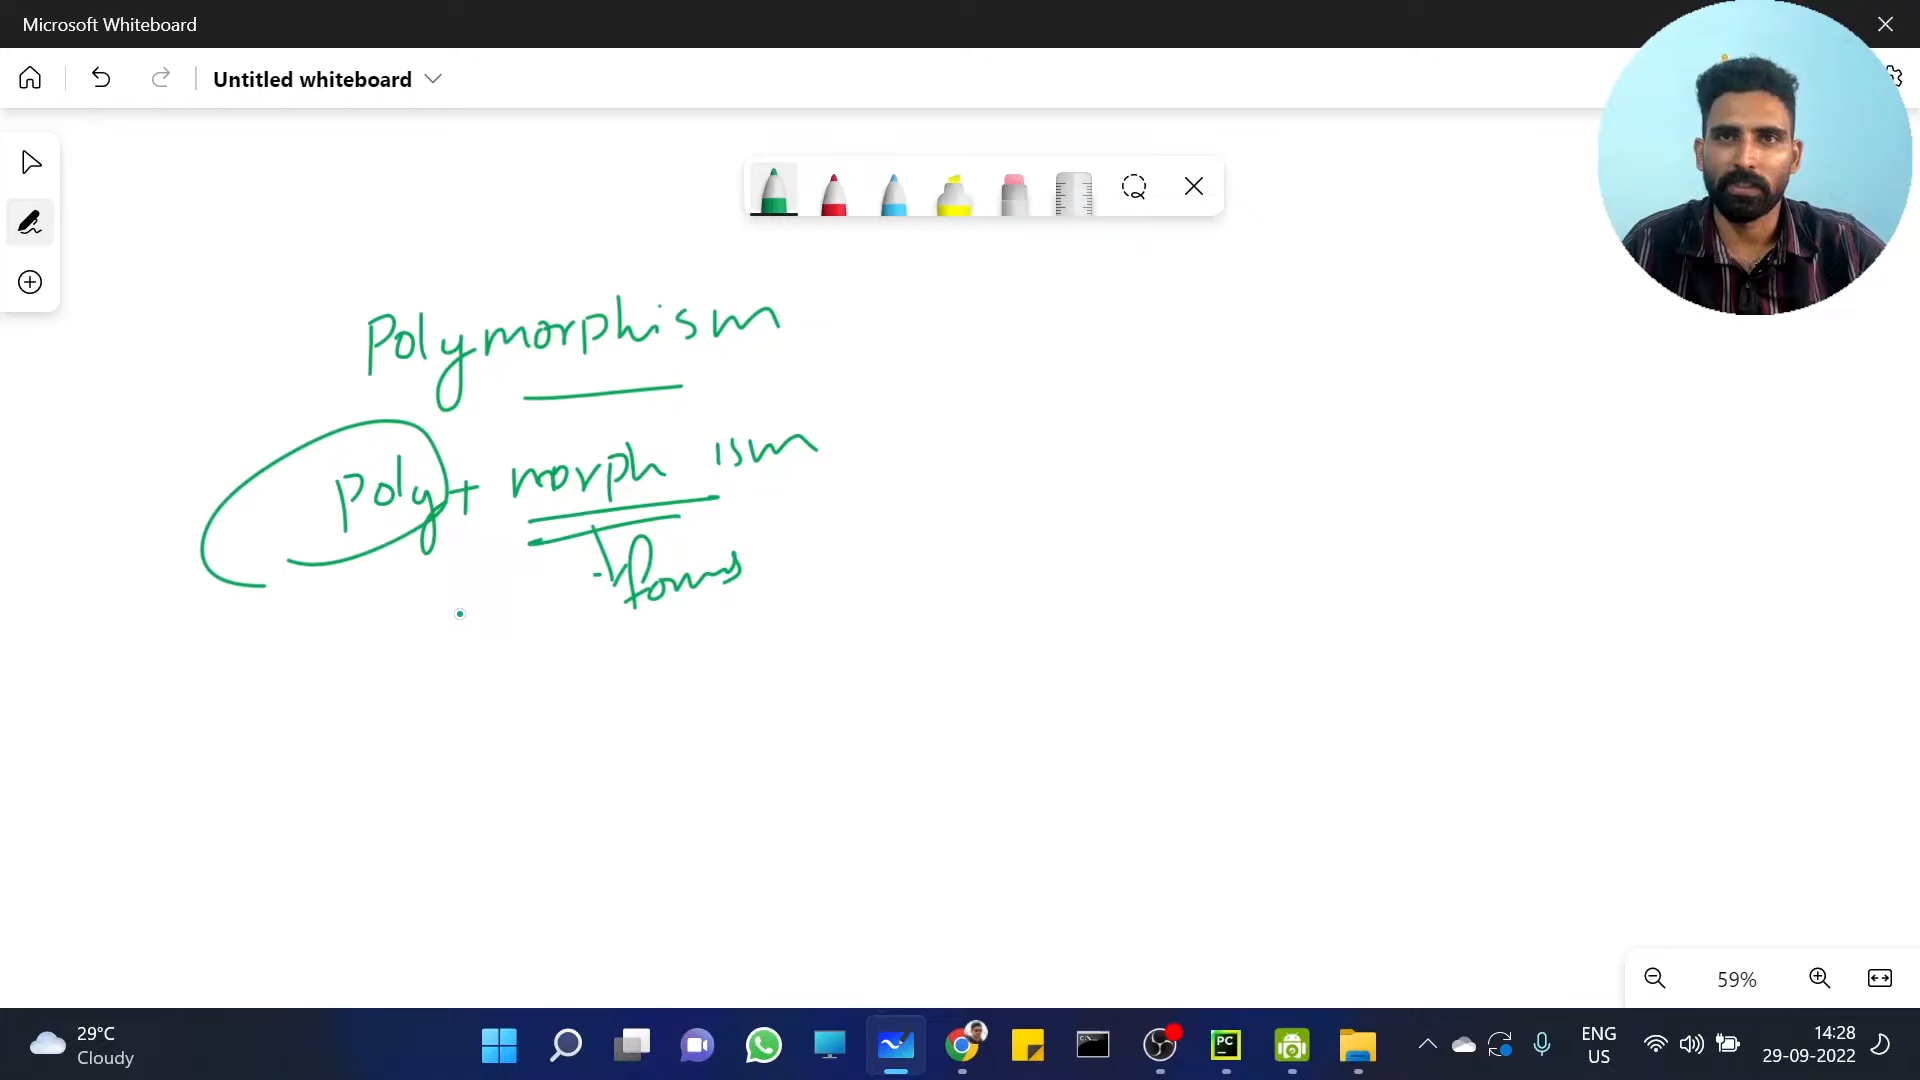 Microsoft Whiteboard
Untitled whiteboard
Polymorphism
poly + morph ism
forms
59%
29°C
Cloudy
PC
ENG
US
14:28
29-09-2022